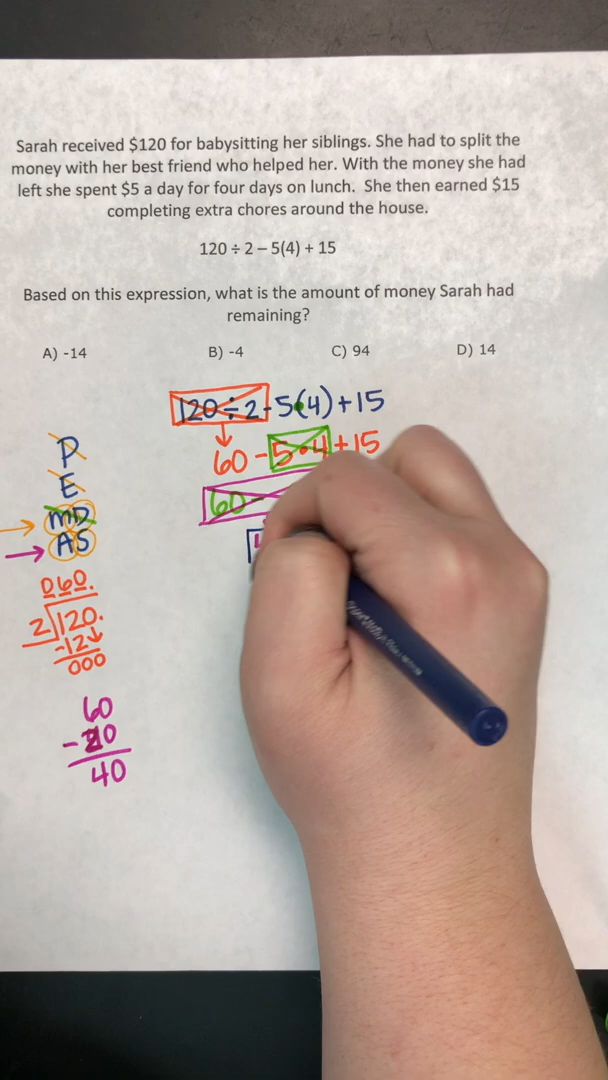 Sarah received $120 for babysitting her siblings. She had to split the
money with her best friend who helped her. With the money she had
left she spent $5 a day for four days on lunch. She then earned $15
completing extra chores around the house.
120 ÷ 2 – 5(4) + 15
Based on this expression, what is the amount of money Sarah had
remaining?
A) -14 B) -4 C) 94 D) 14
120 ÷ 2 - 5(4) + 15
60 - 5 • 4 + 15
60 -
P
E
MD
AS
060.
2 120.
-12
000
60
- 20
40